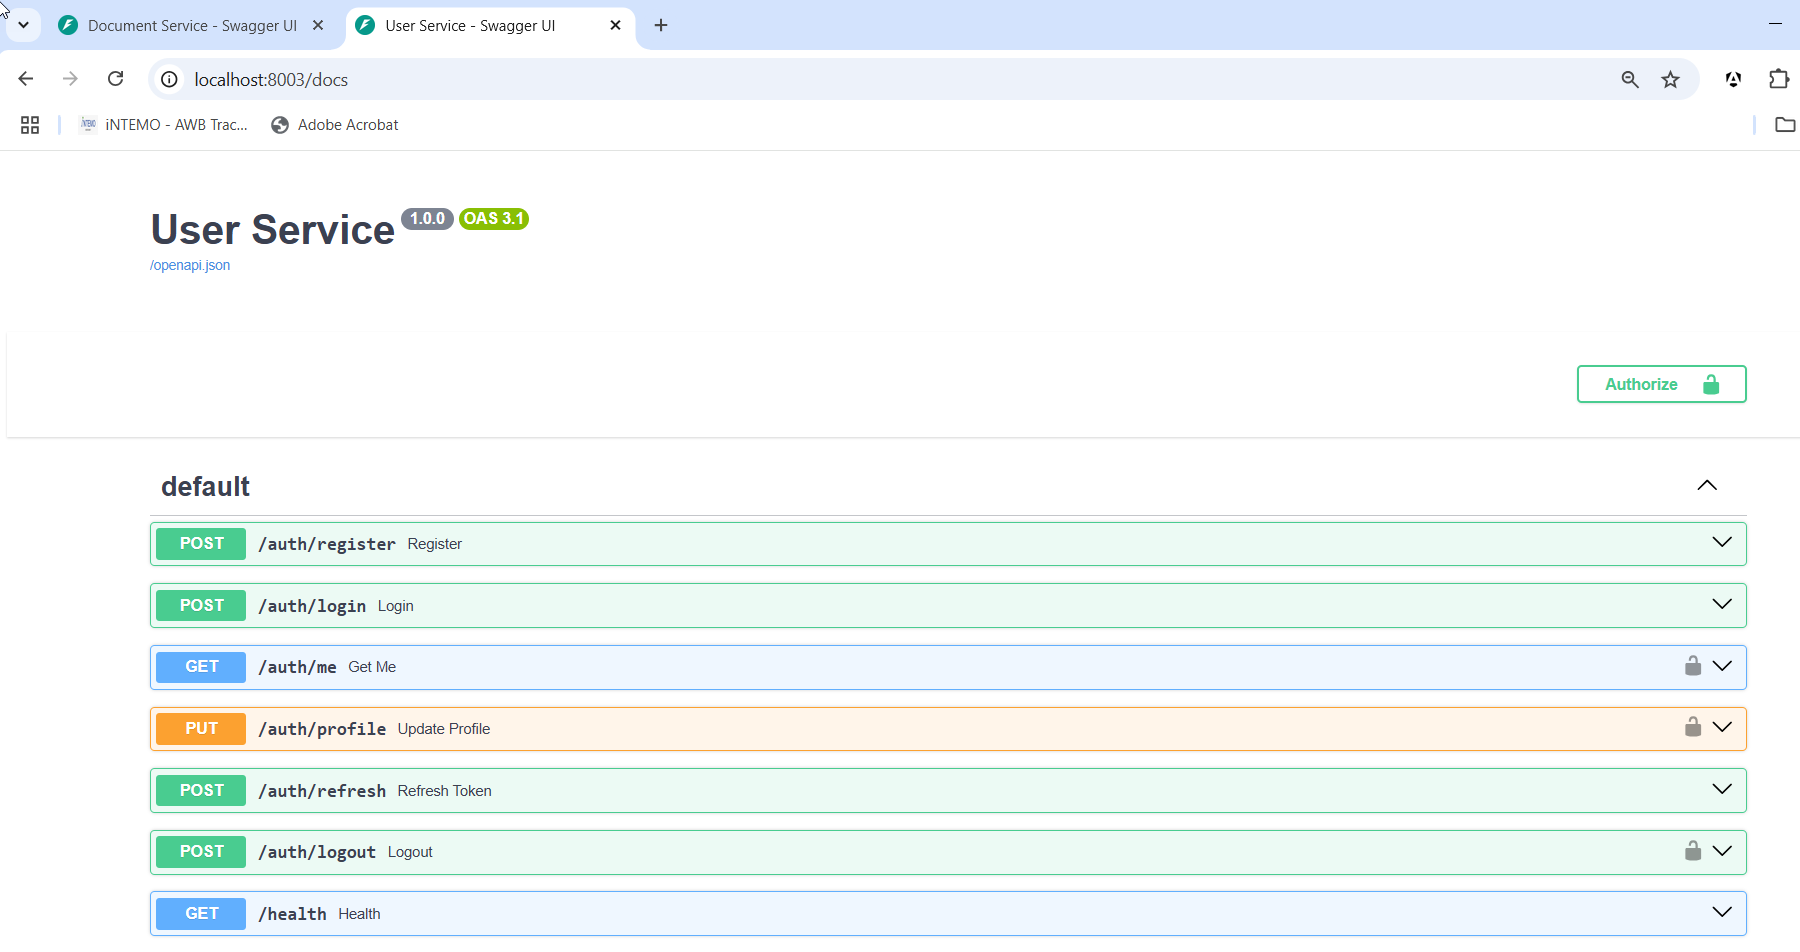 Document Service - Swagger UI
User Service - Swagger UI
localhost:8003/docs
iNTEMO - AWB Trac...
Adobe Acrobat
User Service 1.0.0 OAS 3.1
/openapi.json
Authorize
default
POST /auth/register Register
POST /auth/login Login
GET /auth/me Get Me
PUT /auth/profile Update Profile
POST /auth/refresh Refresh Token
POST /auth/logout Logout
GET /health Health